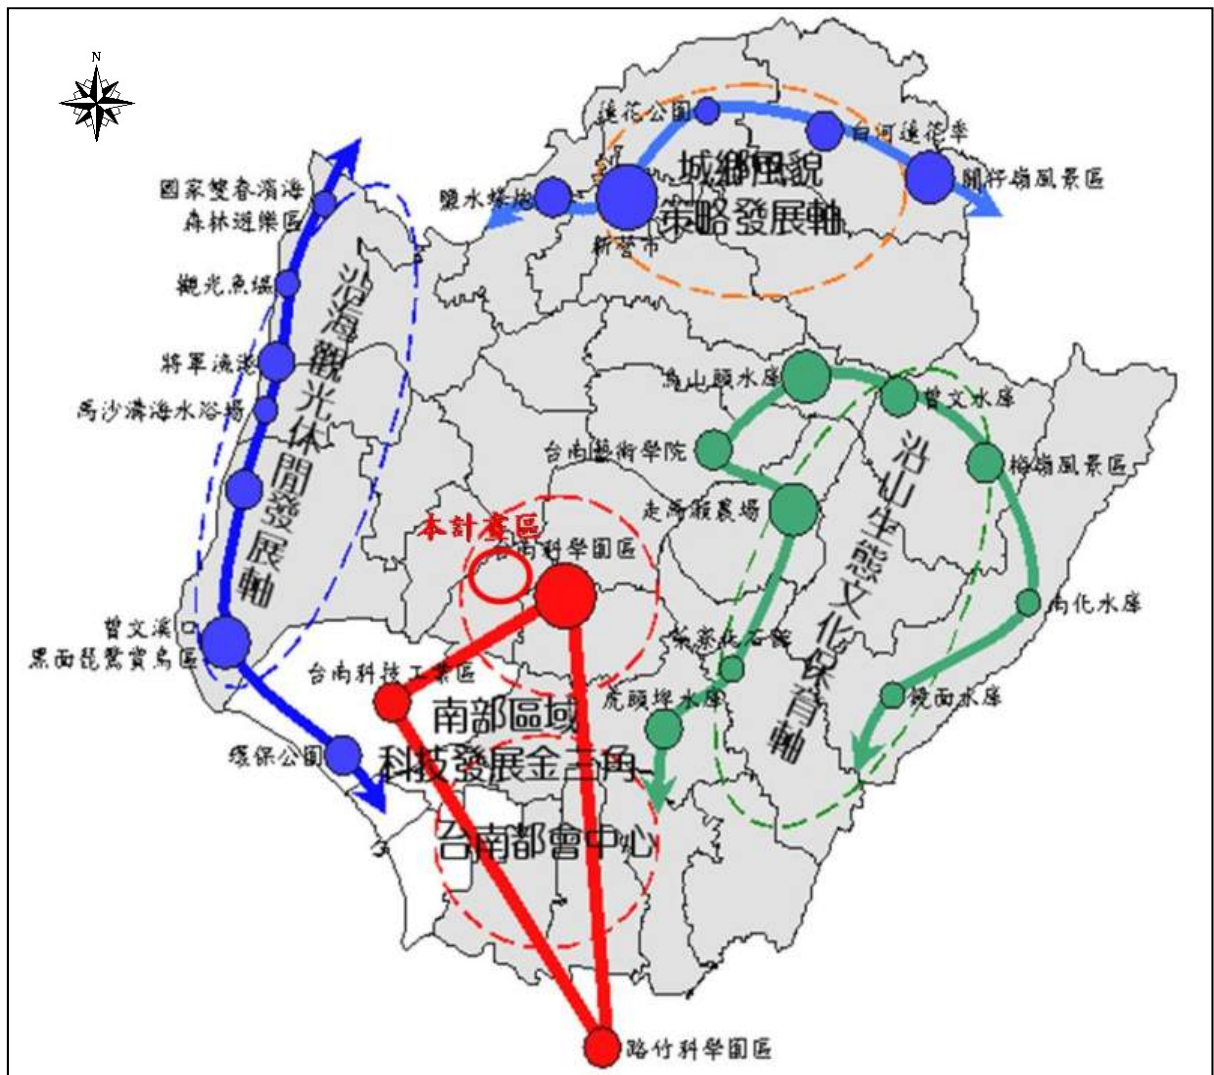 N
蓮花公園
白河蓮花季
關仔嶺風景區
城鄉風貌
策略發展軸
鹽水蜂炮
新營市
國家雙春濱海
森林遊樂區
觀光魚塭
將軍漁港
馬沙溝海水浴場
沿海觀光休閒發展軸
烏山頭水庫
曾文水庫
台南藝術學院
梅嶺風景區
走馬瀨農場
沿山生態文化保育軸
本計畫區
台南科學園區
南化水庫
曾文溪口
黑面琵鷺賞鳥區
菜寮化石館
台南科技工業區
虎頭埤水庫
鏡面水庫
南部區域
科技發展金三角
環保公園
台南都會中心
路竹科學園區